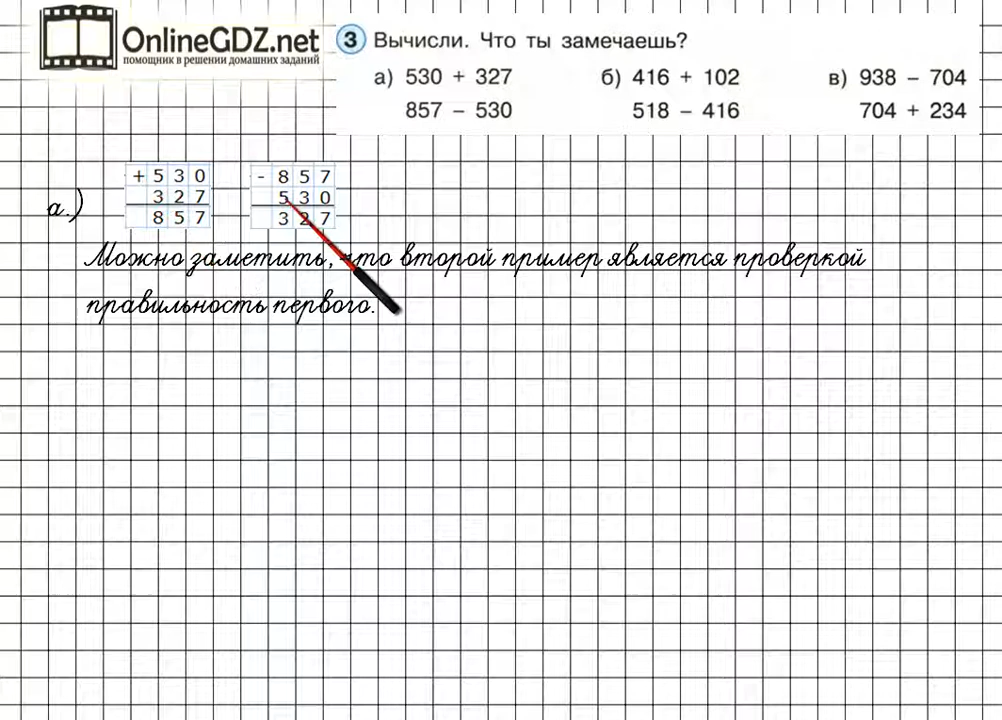 OnlineGDZ.net
помощник в решении домашних заданий
3 Вычисли. Что ты замечаешь?
а) 530 + 327 б) 416 + 102 в) 938 – 704
857 – 530 518 – 416 704 + 234
а.)
+ 5 3 0
3 2 7
8 5 7
- 8 5 7
5 3 0
3 2 7
Можно заметить, что второй пример является проверкой
правильность первого.